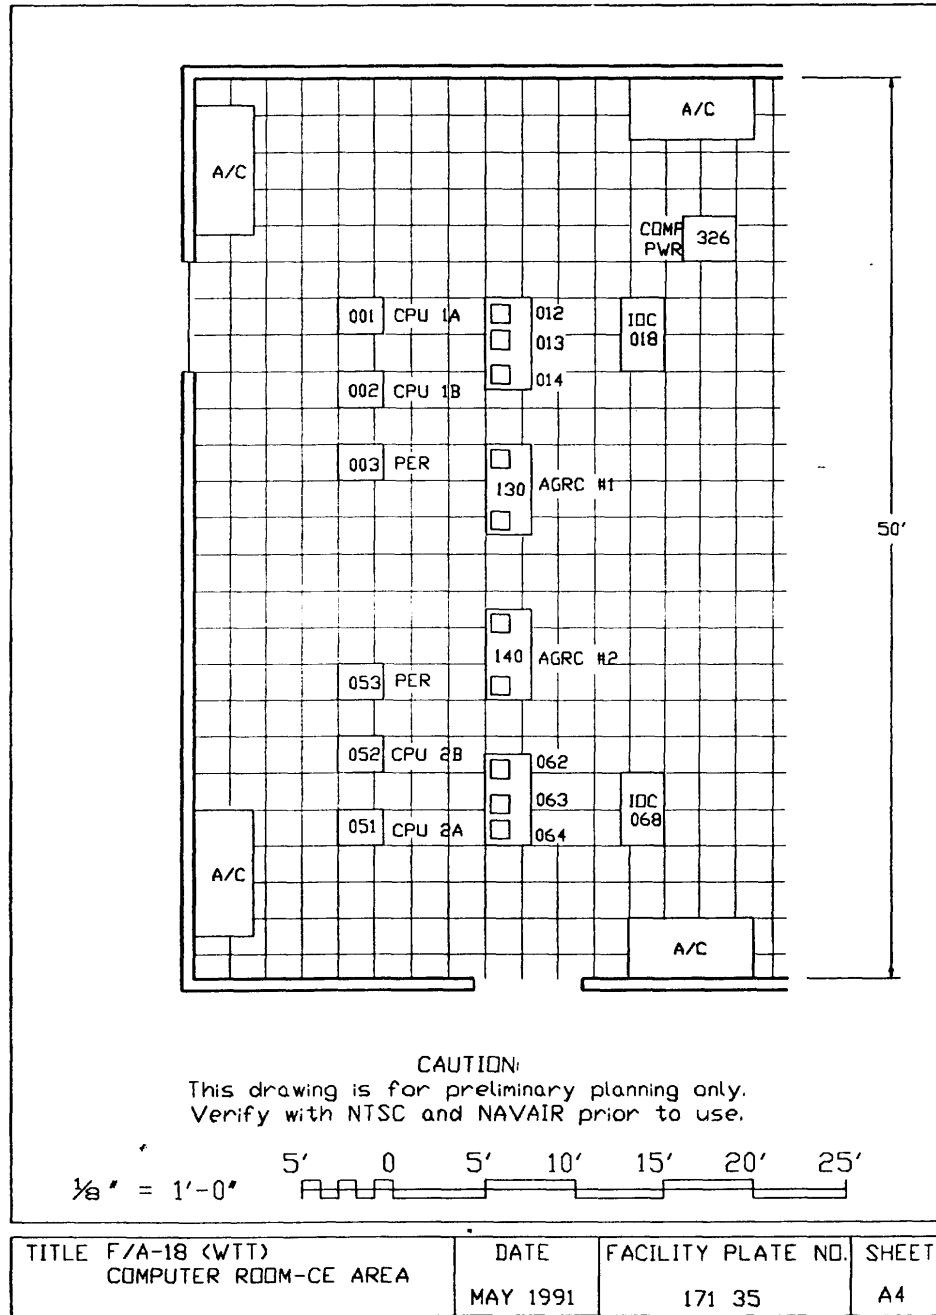 A/C
A/C
COMP
PWR
326
001 CPU 1A
012
013
014
IOC
018
002 CPU 1B
003 PER
130
AGRC #1
50'
140
AGRC #2
053 PER
052 CPU 2B
062
063
064
IOC
068
051 CPU 2A
A/C
A/C
CAUTION:
This drawing is for preliminary planning only.
Verify with NTSC and NAVAIR prior to use.
5' 0 5' 10' 15' 20' 25'
1/8" = 1'-0"
TITLE F/A-18 (WTT)
COMPUTER ROOM-CE AREA
DATE
MAY 1991
FACILITY PLATE NO.
171 35
SHEET
A4